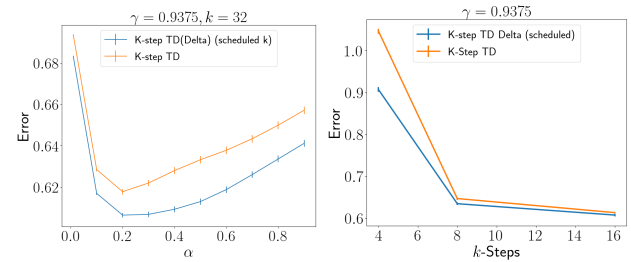 γ = 0.9375, k = 32
K-step TD(Delta) (scheduled k)
K-step TD
Error
0.68
0.66
0.64
0.62
0.0 0.2 0.4 0.6 0.8
α
γ = 0.9375
K-step TD Delta (scheduled)
K-Step TD
Error
1.0
0.9
0.8
0.7
0.6
4 6 8 10 12 14 16
k-Steps